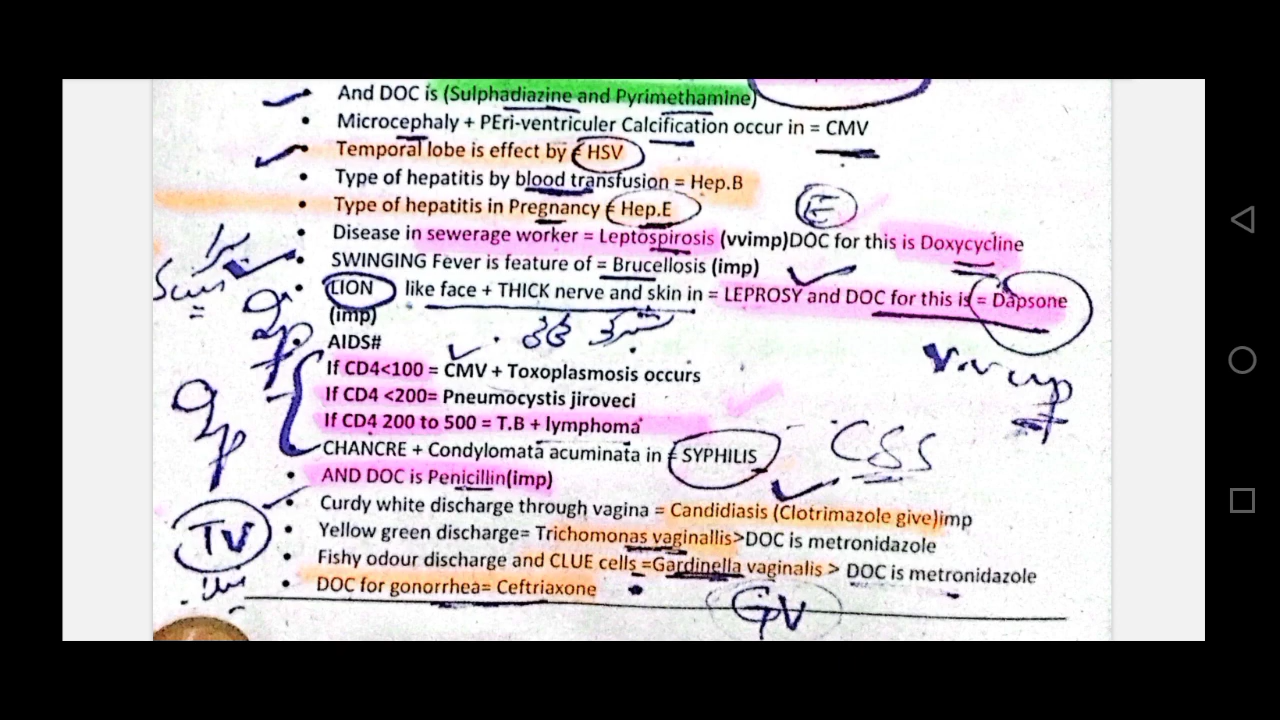 And DOC is (Sulphadiazine and Pyrimethamine)
Microcephaly + PEri-ventriculer Calcification occur in = CMV
Temporal lobe is effect by = HSV
Type of hepatitis by blood transfusion = Hep.B
Type of hepatitis in Pregnancy = Hep.E
E
Disease in sewerage worker = Leptospirosis (vvimp)DOC for this is Doxycycline
SWINGING Fever is feature of = Brucellosis (imp)
LION like face + THICK nerve and skin in = LEPROSY and DOC for this is = Dapsone
(imp)
AIDS#
If CD4<100 = CMV + Toxoplasmosis occurs
If CD4 <200= Pneumocystis jiroveci
If CD4 200 to 500 = T.B + lymphoma
CHANCRE + Condylomata acuminata in = SYPHILIS
CSS
AND DOC is Penicillin(imp)
Curdy white discharge through vagina = Candidiasis (Clotrimazole give)imp
TV
Yellow green discharge= Trichomonas vaginallis>DOC is metronidazole
Fishy odour discharge and CLUE cells =Gardinella vaginalis > DOC is metronidazole
DOC for gonorrhea= Ceftriaxone
GV